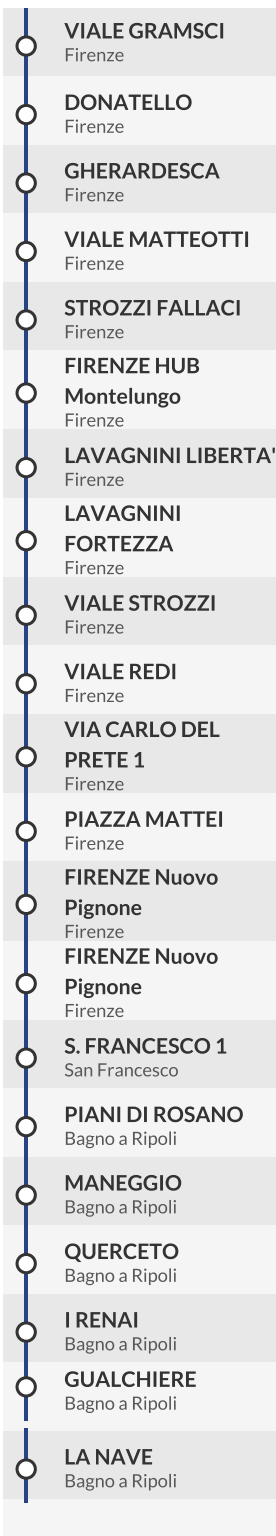 VIALE GRAMSCI
Firenze
DONATELLO
Firenze
GHERARDESCA
Firenze
VIALE MATTEOTTI
Firenze
STROZZI FALLACI
Firenze
FIRENZE HUB
Montelungo
Firenze
LAVAGNINI LIBERTA'
Firenze
LAVAGNINI
FORTEZZA
Firenze
VIALE STROZZI
Firenze
VIALE REDI
Firenze
VIA CARLO DEL
PRETE 1
Firenze
PIAZZA MATTEI
Firenze
FIRENZE Nuovo
Pignone
Firenze
FIRENZE Nuovo
Pignone
Firenze
S. FRANCESCO 1
San Francesco
PIANI DI ROSANO
Bagno a Ripoli
MANEGGIO
Bagno a Ripoli
QUERCETO
Bagno a Ripoli
I RENAI
Bagno a Ripoli
GUALCHIERE
Bagno a Ripoli
LA NAVE
Bagno a Ripoli